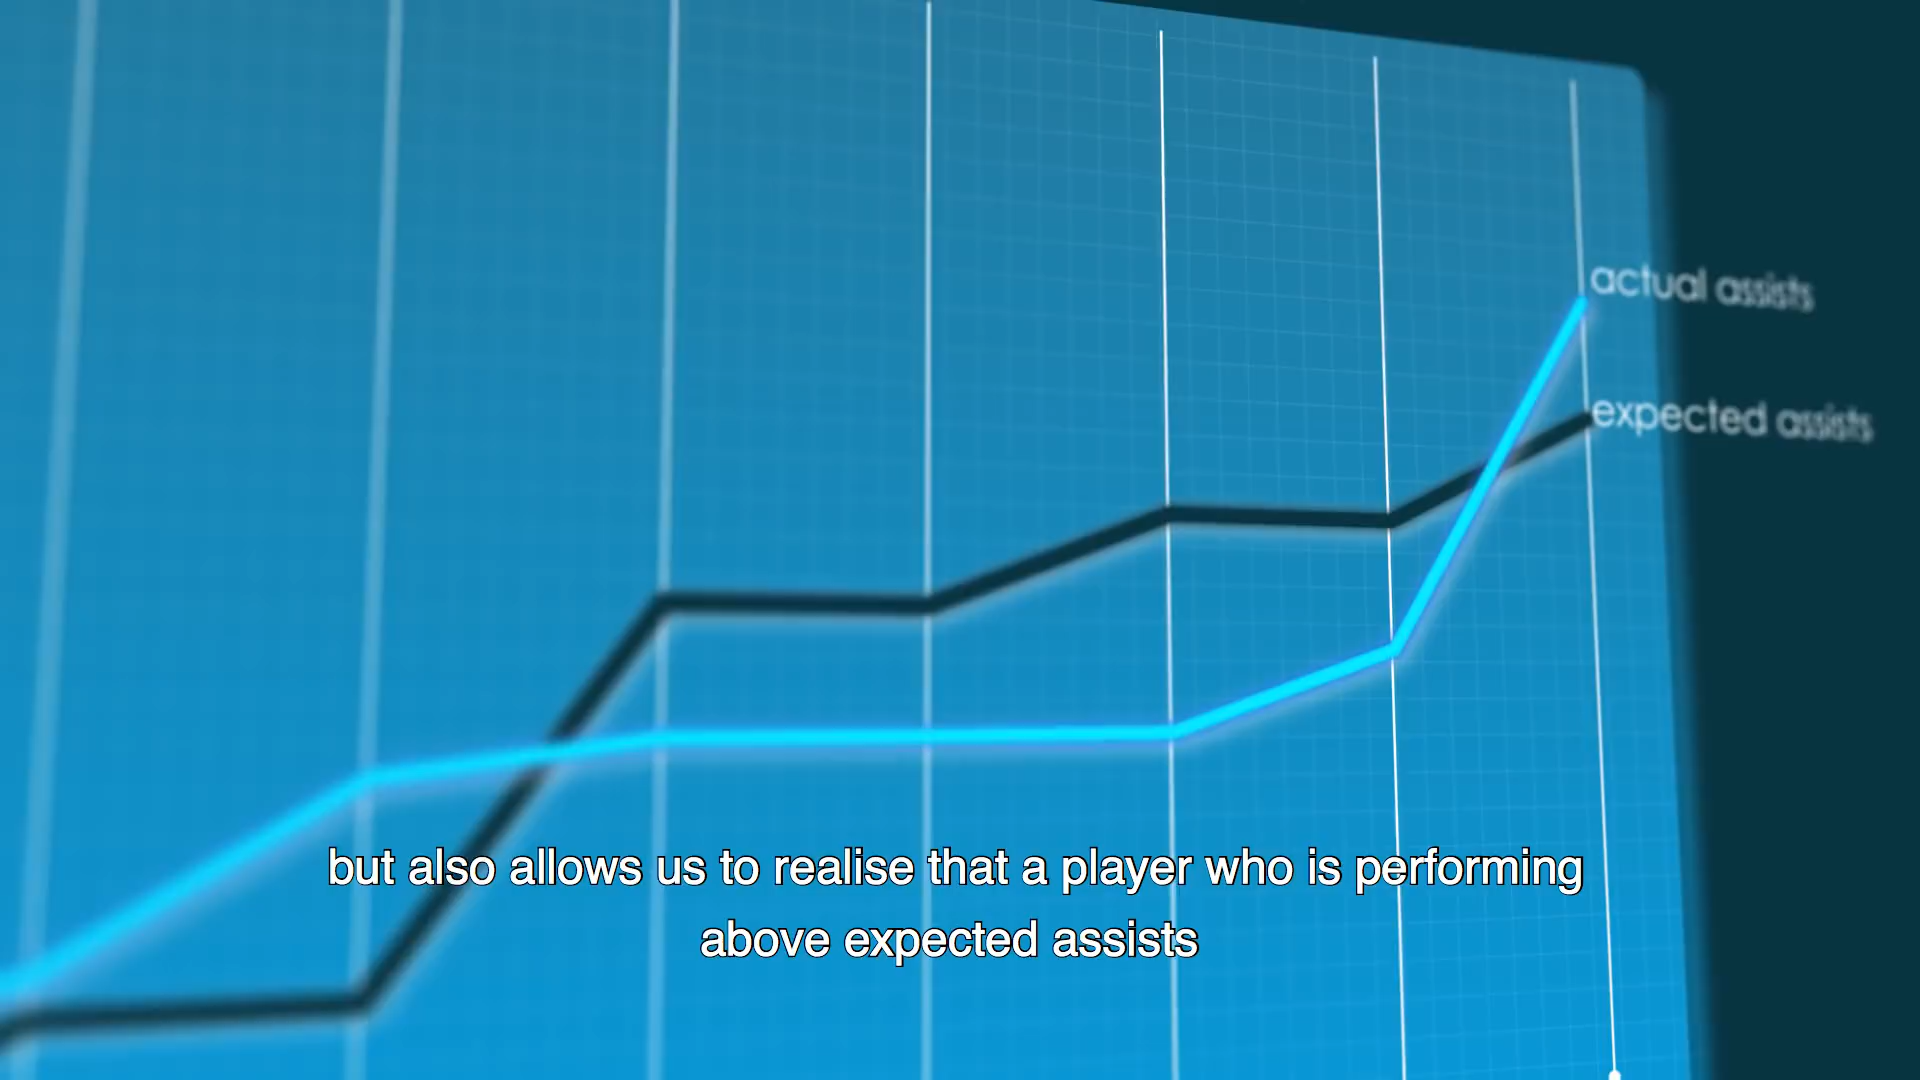 actual assists
expected assists
but also allows us to realise that a player who is performing
above expected assists